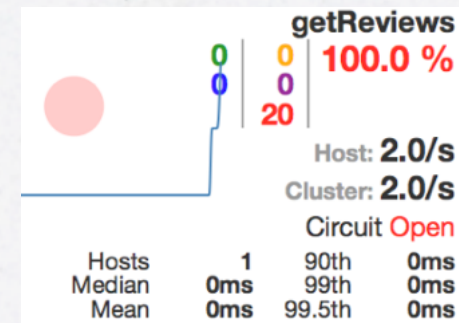 getReviews
0 0 100.0 %
0 0
20
Host: 2.0/s
Cluster: 2.0/s
Circuit Open
Hosts 1 90th 0ms
Median 0ms 99th 0ms
Mean 0ms 99.5th 0ms